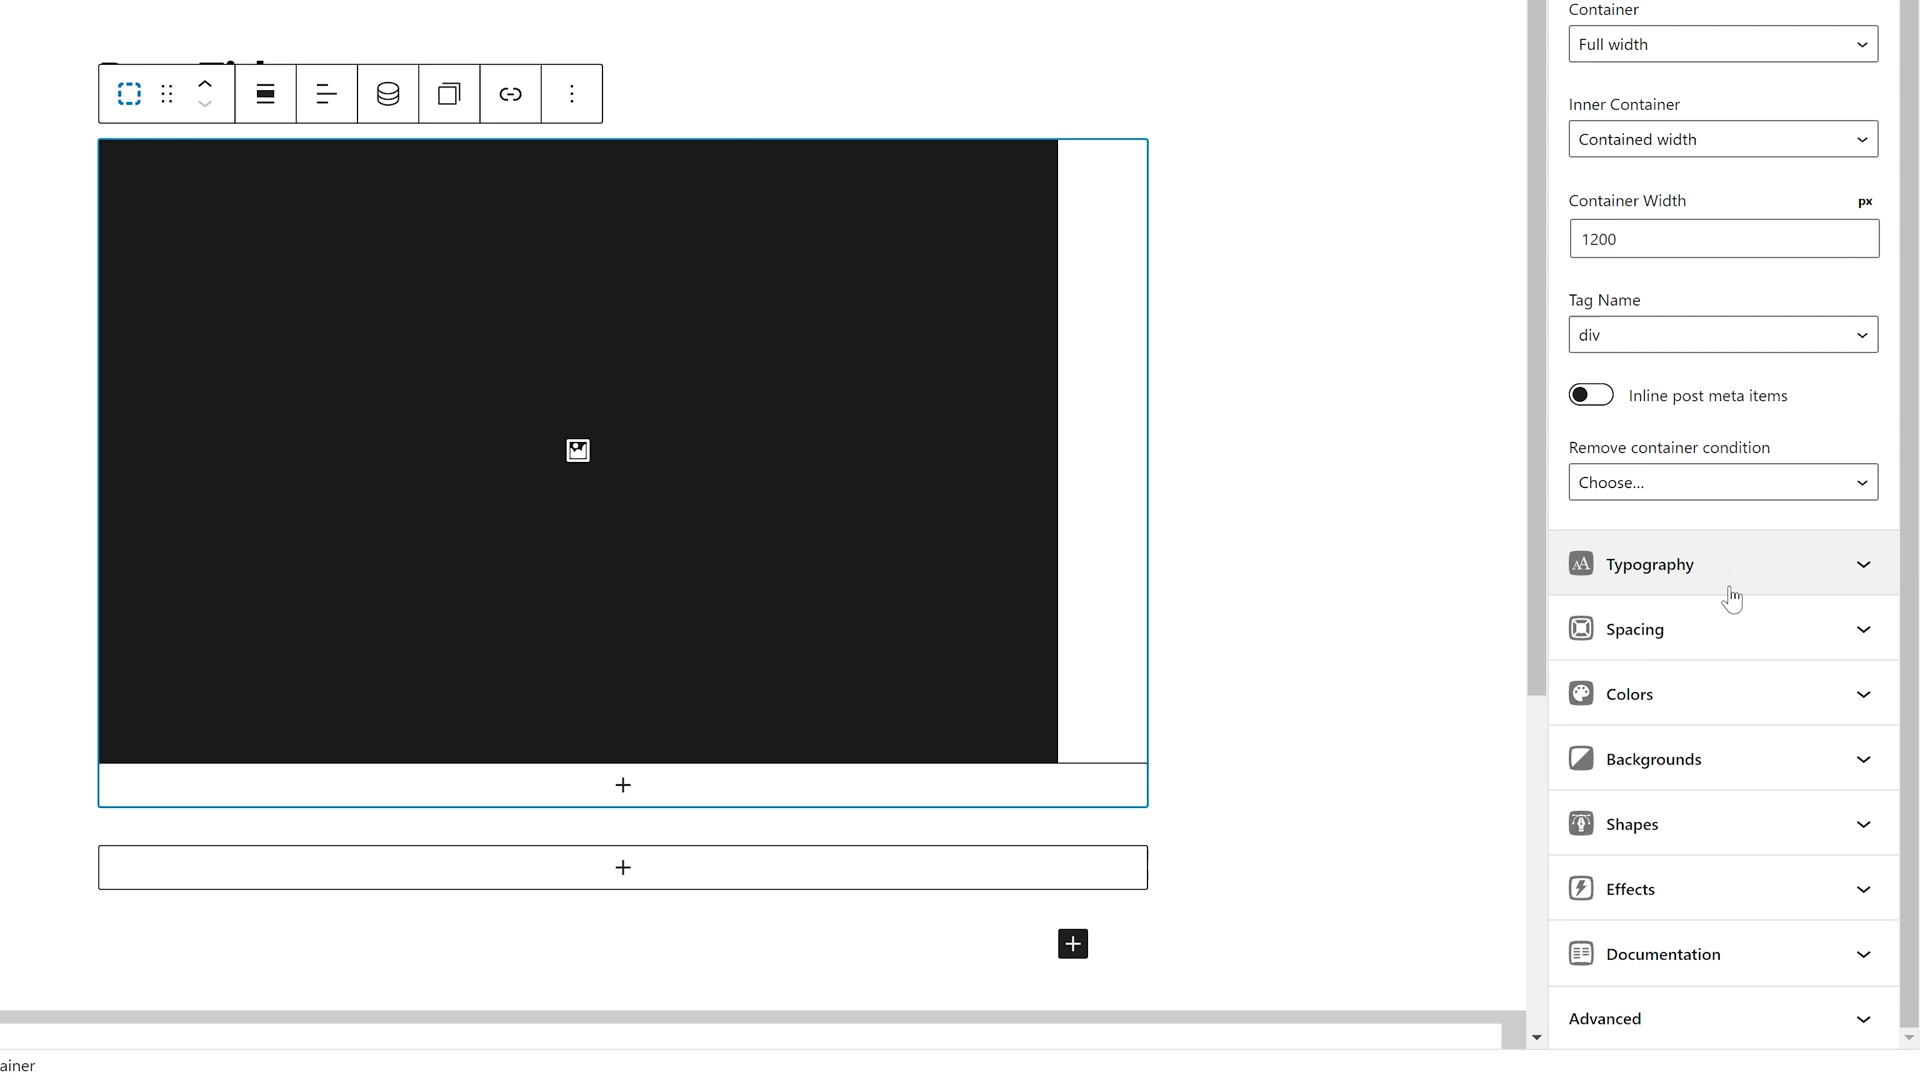 Container
Full width
Inner Container
Contained width
Container Width
px
1200
Tag Name
div
Inline post meta items
Remove container condition
Choose...
Typography
Spacing
Colors
Backgrounds
Shapes
Effects
Documentation
Advanced
ainer